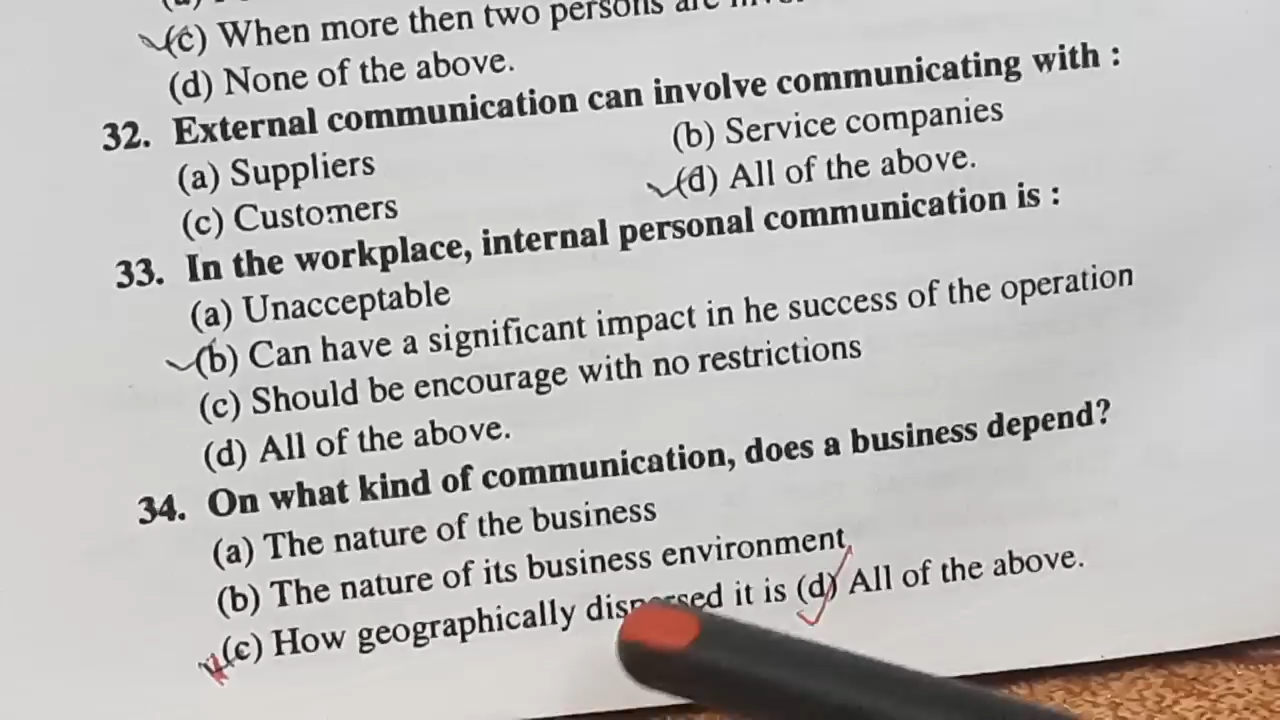 (c) When more then two persons are
(d) None of the above.
32. External communication can involve communicating with :
(a) Suppliers (b) Service companies
(c) Customers (d) All of the above.
33. In the workplace, internal personal communication is :
(a) Unacceptable
(b) Can have a significant impact in he success of the operation
(c) Should be encourage with no restrictions
(d) All of the above.
34. On what kind of communication, does a business depend?
(a) The nature of the business
(b) The nature of its business environment
(c) How geographically dispersed it is (d) All of the above.